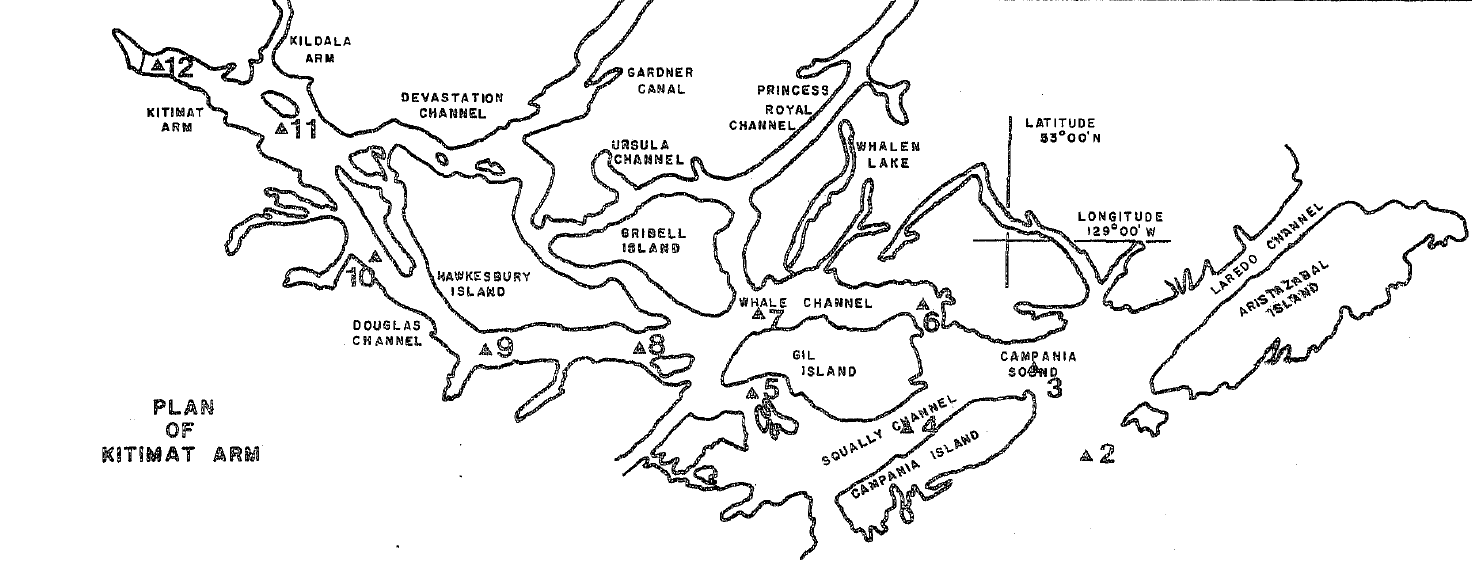 KILDALA
ARM
12
GARDNER
CANAL
PRINCESS
ROYAL
CHANNEL
DEVASTATION
CHANNEL
KITIMAT
ARM
11
LATITUDE
53°00'N
URSULA
CHANNEL
WHALEN
LAKE
LONGITUDE
129°00'W
GRIBELL
ISLAND
LAREDO CHANNEL
10
HAWKESBURY
ISLAND
ARISTAZABAL
ISLAND
WHALE CHANNEL
7
6
DOUGLAS
CHANNEL
9
8
GIL
ISLAND
CAMPANIA
SOUND
3
5
PLAN
OF
KITIMAT ARM
SQUALLY CHANNEL
4
CAMPANIA ISLAND
2